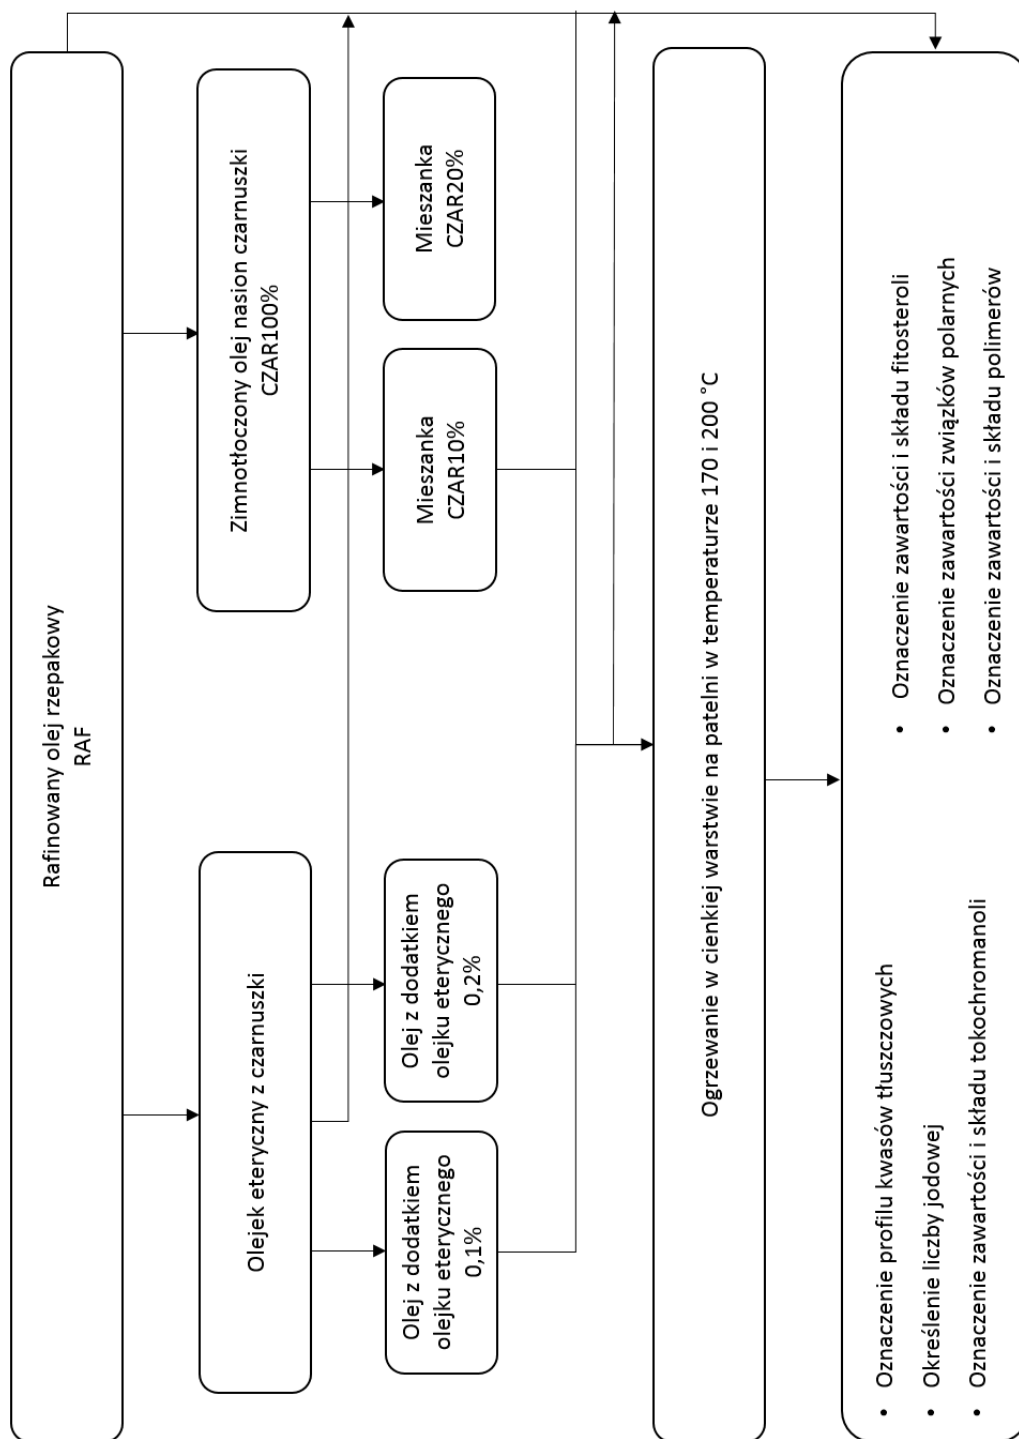 Rafinowany olej rzepakowy
RAF
Olejek eteryczny z czarnuszki
Zimnotłoczony olej nasion czarnuszki
CZAR100%
Olej z dodatkiem
olejku eterycznego
0,1%
Olej z dodatkiem
olejku eterycznego
0,2%
Mieszanka
CZAR10%
Mieszanka
CZAR20%
Ogrzewanie w cienkiej warstwie na patelni w temperaturze 170 i 200 °C
• Oznaczenie profilu kwasów tłuszczowych
• Określenie liczby jodowej
• Oznaczenie zawartości i składu tokochromanoli
• Oznaczenie zawartości i składu fitosteroli
• Oznaczenie zawartości związków polarnych
• Oznaczenie zawartości i składu polimerów